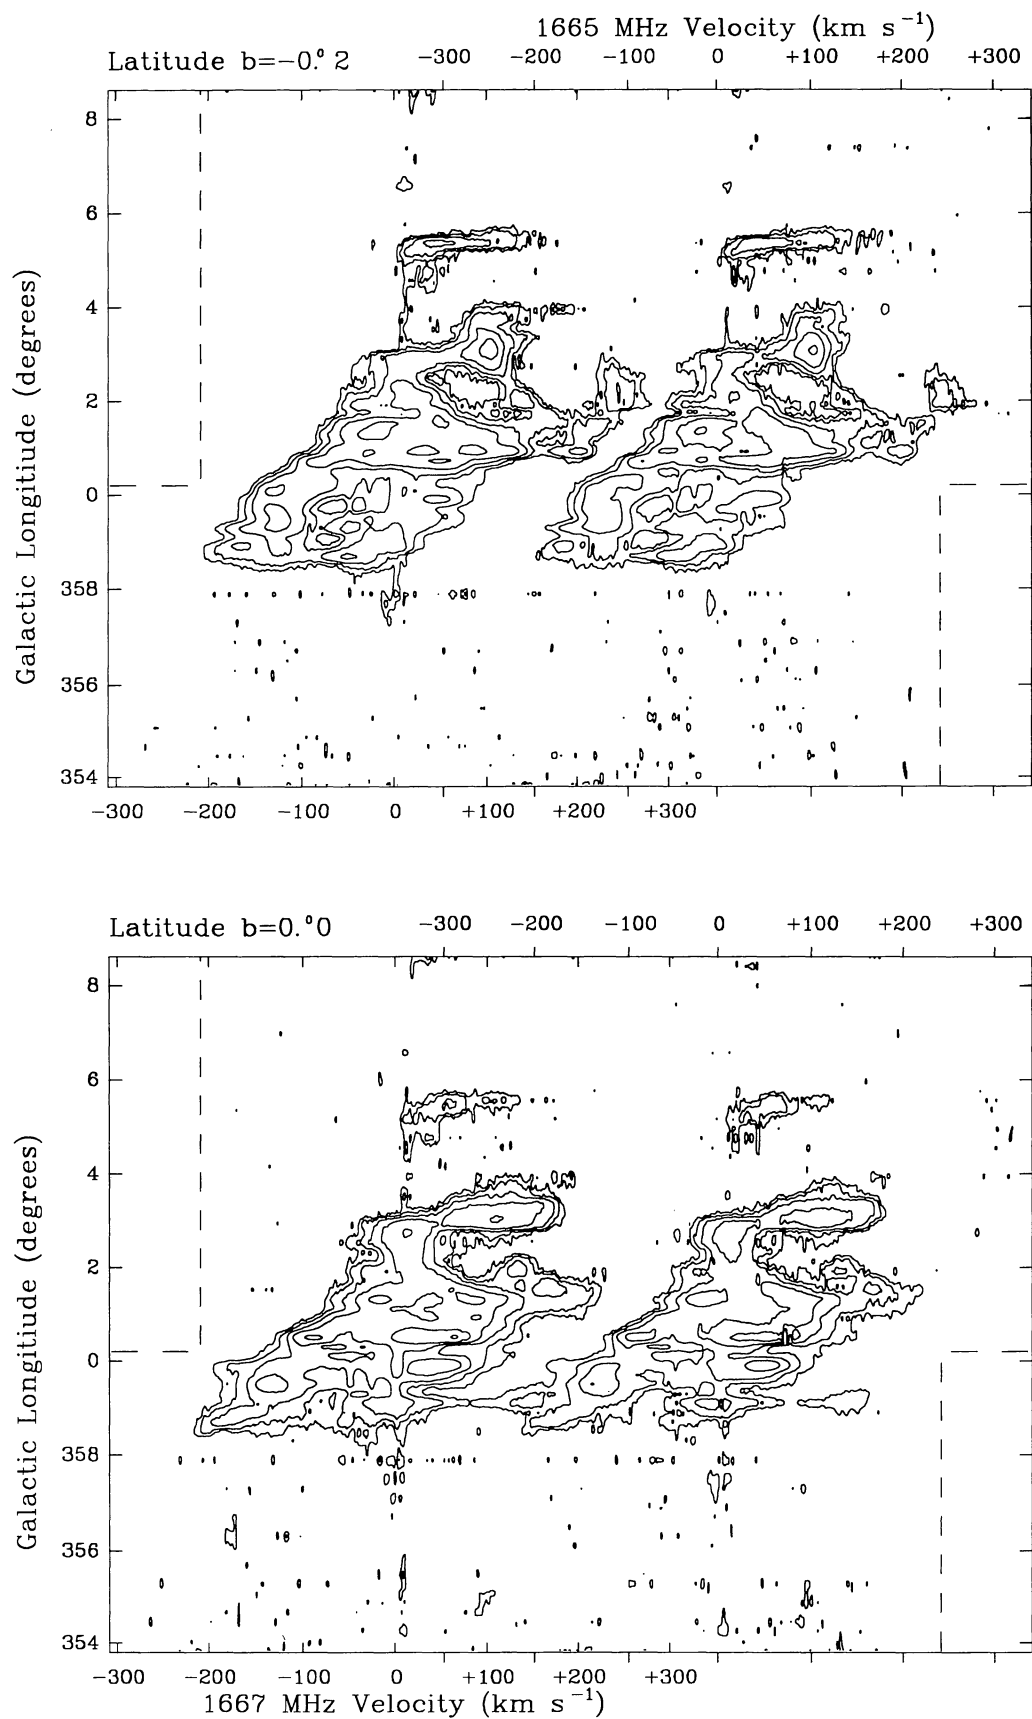 1665 MHz Velocity (km s⁻¹)
Latitude b=−0.°2
−300 −200 −100 0 +100 +200 +300
8
6
4
2
0
358
356
354
Galactic Longitiude (degrees)
−300 −200 −100 0 +100 +200 +300
Latitude b=0.°0
−300 −200 −100 0 +100 +200 +300
8
6
4
2
0
358
356
354
Galactic Longitiude (degrees)
−300 −200 −100 0 +100 +200 +300
1667 MHz Velocity (km s⁻¹)